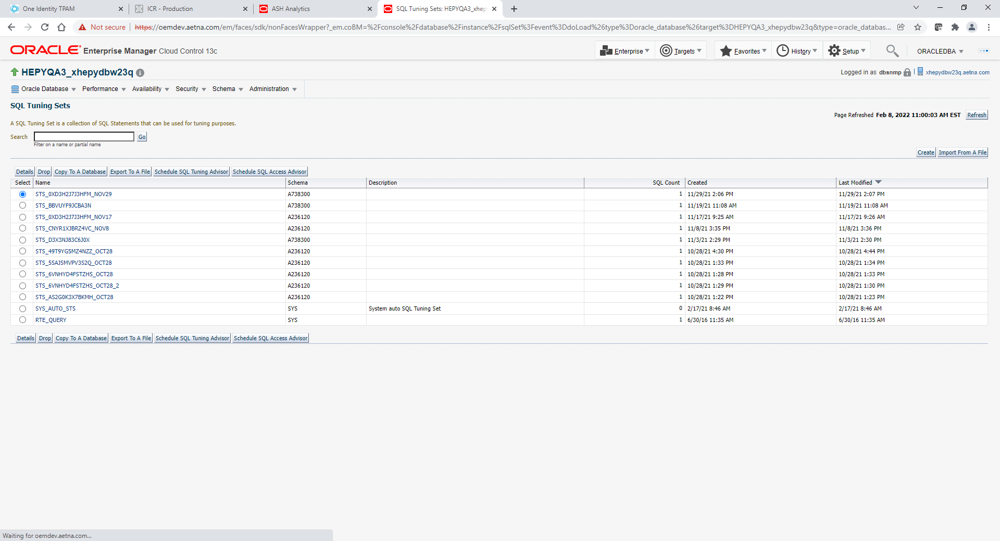 One Identity TPAM
ICR - Production
ASH Analytics
SQL Tuning Sets: HEPYQA3_xhep
Not secure
https://oemdev.aetna.com/em/faces/sdk/nonFacesWrapper?_em.coBM=%2Fconsole%2Fdatabase%2Finstance%2FsqlSet%3Fevent%3DdoLoad%26type%3Doracle_database%26target%3DHEPYQA3_xhepydbw23q&type=oracle_databas...
ORACLE Enterprise Manager Cloud Control 13c
Enterprise Targets Favorites History Setup ORACLEDBA
HEPYQA3_xhepydbw23q
Logged in as dbsnmp xhepydbw23q.aetna.com
Oracle Database Performance Availability Security Schema Administration
SQL Tuning Sets
Page Refreshed Feb 8, 2022 11:00:03 AM EST Refresh
A SQL Tuning Set is a collection of SQL Statements that can be used for tuning purposes.
Search Go
Filter on a name or partial name
Create Import From A File
Details Drop Copy To A Database Export To A File Schedule SQL Tuning Advisor Schedule SQL Access Advisor
Select Name Schema Description SQL Count Created Last Modified
STS_0XD3H2J7J3HFM_NOV29 A738300 1 11/29/21 2:06 PM 11/29/21 2:07 PM
STS_BBVUYF9JCBA3N A738300 1 11/19/21 11:08 AM 11/19/21 11:08 AM
STS_0XD3H2J7J3HFM_NOV17 A236120 1 11/17/21 9:25 AM 11/17/21 9:26 AM
STS_CNYR1XJBRZ4VC_NOV8 A236120 1 11/8/21 3:35 PM 11/8/21 3:36 PM
STS_D3X3NJ83C6J0X A738300 1 11/3/21 2:29 PM 11/3/21 2:30 PM
STS_49T9YG5MZ4NZZ_OCT28 A236120 1 10/28/21 4:30 PM 10/28/21 4:44 PM
STS_5SAJSMVPV3S2Q_OCT28 A236120 1 10/28/21 1:33 PM 10/28/21 1:34 PM
STS_6VNHYD4FSTZHS_OCT28 A236120 1 10/28/21 1:28 PM 10/28/21 1:33 PM
STS_6VNHYD4FSTZHS_OCT28_2 A236120 1 10/28/21 1:29 PM 10/28/21 1:30 PM
STS_AS2G0K3X7BKMH_OCT28 A236120 1 10/28/21 1:22 PM 10/28/21 1:23 PM
SYS_AUTO_STS SYS System auto SQL Tuning Set 0 2/17/21 8:46 AM 2/17/21 8:46 AM
RTE_QUERY SYS 1 6/30/16 11:35 AM 6/30/16 11:35 AM
Details Drop Copy To A Database Export To A File Schedule SQL Tuning Advisor Schedule SQL Access Advisor
Waiting for oemdev.aetna.com...